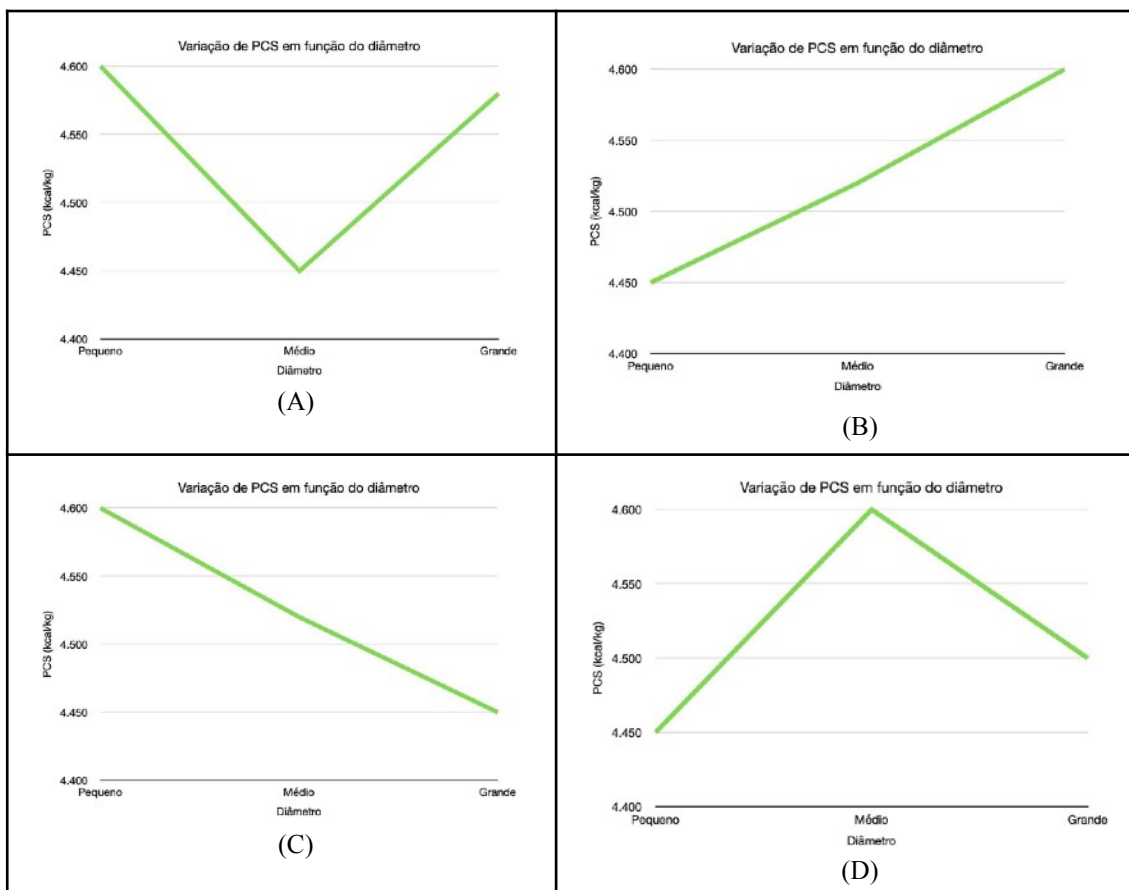 Variação de PCS em função do diâmetro
4.600
4.550
4.500
4.450
4.400
PCS (kcal/kg)
Pequeno Médio Grande
Diâmetro
(A)
Variação de PCS em função do diâmetro
4.600
4.550
4.500
4.450
4.400
PCS (kcal/kg)
Pequeno Médio Grande
Diâmetro
(B)
Variação de PCS em função do diâmetro
4.600
4.550
4.500
4.450
4.400
PCS (kcal/kg)
Pequeno Médio Grande
Diâmetro
(C)
Variação de PCS em função do diâmetro
4.600
4.550
4.500
4.450
4.400
PCS (kcal/kg)
Pequeno Médio Grande
Diâmetro
(D)